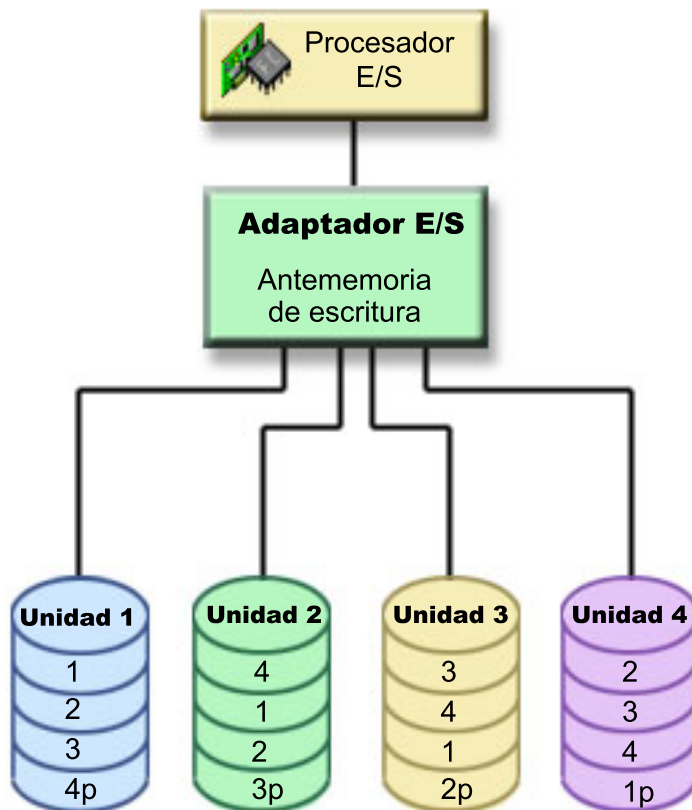 Procesador
E/S
Adaptador E/S
Antememoria
de escritura
Unidad 1
1
2
3
4p
Unidad 2
4
1
2
3p
Unidad 3
3
4
1
2p
Unidad 4
2
3
4
1p